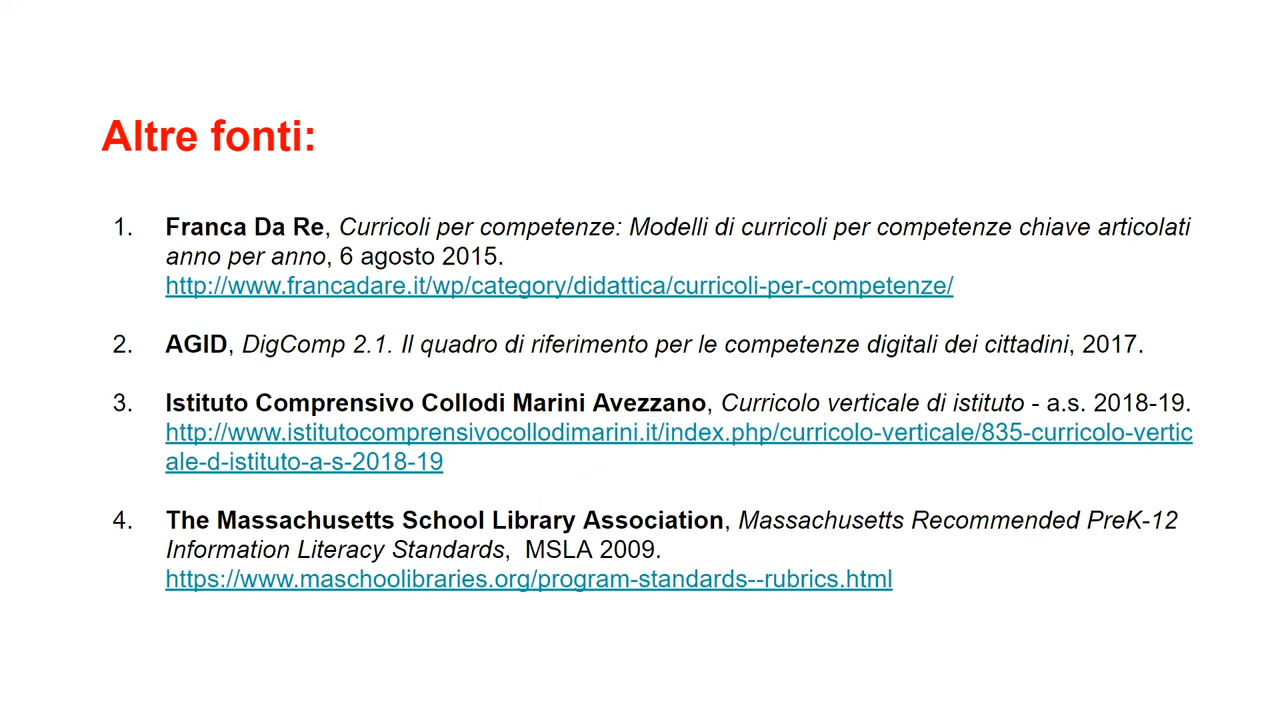 Altre fonti:
1. Franca Da Re, Curricoli per competenze: Modelli di curricoli per competenze chiave articolati
anno per anno, 6 agosto 2015.
http://www.francadare.it/wp/category/didattica/curricoli-per-competenze/
2. AGID, DigComp 2.1. Il quadro di riferimento per le competenze digitali dei cittadini, 2017.
3. Istituto Comprensivo Collodi Marini Avezzano, Curricolo verticale di istituto - a.s. 2018-19.
http://www.istitutocomprensivocollodimarini.it/index.php/curricolo-verticale/835-curricolo-vertic
ale-d-istituto-a-s-2018-19
4. The Massachusetts School Library Association, Massachusetts Recommended PreK-12
Information Literacy Standards, MSLA 2009.
https://www.maschoolibraries.org/program-standards--rubrics.html